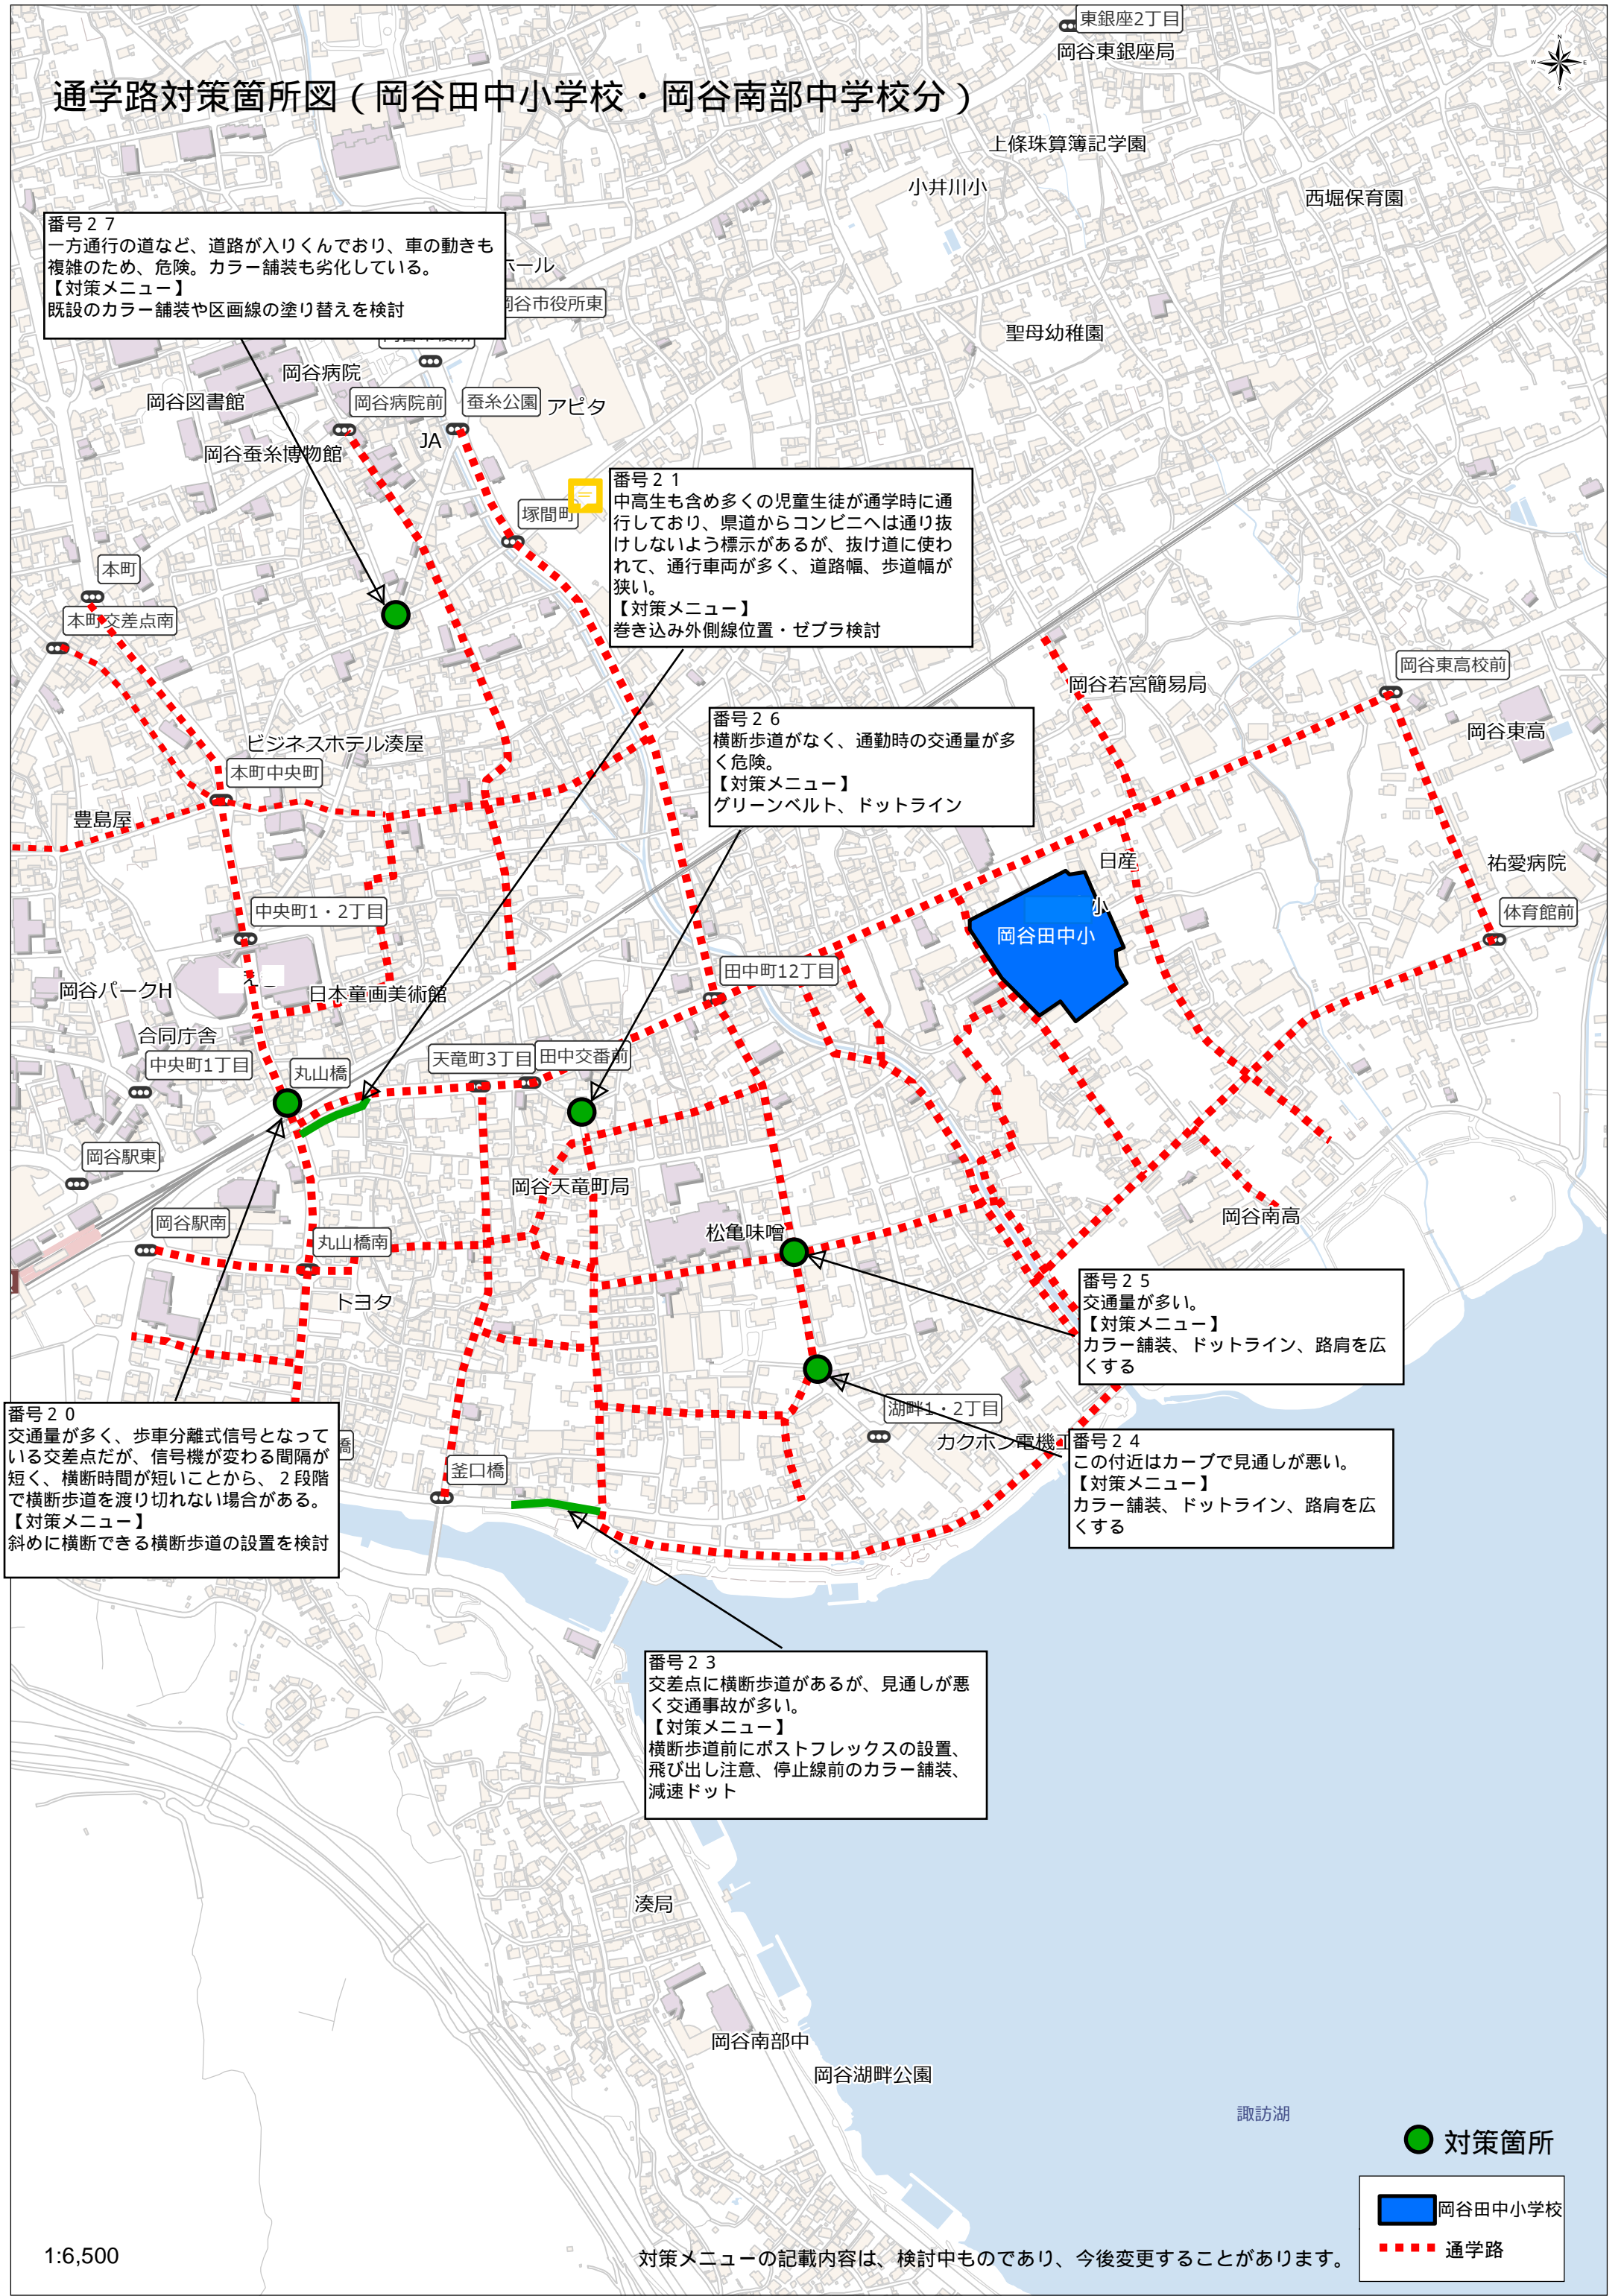 東銀座2丁目
岡谷東銀座局
通学路対策箇所図（岡谷田中小学校・岡谷南部中学校分）
上條珠算簿記学園
小井川小
西堀保育園
番号２７
一方通行の道など、道路が入りくんでおり、車の動きも
複雑のため、危険。カラー舗装も劣化している。
【対策メニュー】
既設のカラー舗装や区画線の塗り替えを検討
ホール
岡谷市役所東
聖母幼稚園
岡谷病院
岡谷図書館
岡谷病院前
蚕糸公園
アピタ
JA
岡谷蚕糸博物館
塚間町
番号２１
中高生も含め多くの児童生徒が通学時に通
行しており、県道からコンビニへは通り抜
けしないよう標示があるが、抜け道に使わ
れて、通行車両が多く、道路幅、歩道幅が
狭い。
【対策メニュー】
巻き込み外側線位置・ゼブラ検討
本町
本町交差点南
岡谷東高校前
岡谷若宮簡易局
岡谷東高
番号２６
横断歩道がなく、通勤時の交通量が多
く危険。
【対策メニュー】
グリーンベルト、ドットライン
ビジネスホテル湊屋
本町中央町
豊島屋
日産
祐愛病院
小
中央町1・2丁目
体育館前
岡谷田中小
田中町12丁目
岡谷パークH
日本童画美術館
合同庁舎
中央町1丁目
丸山橋
天竜町3丁目
田中交番前
岡谷駅東
岡谷天竜町局
岡谷駅南
丸山橋南
松亀味噌
岡谷南高
トヨタ
番号２５
交通量が多い。
【対策メニュー】
カラー舗装、ドットライン、路肩を広
くする
湖畔1・2丁目
カクホン電機工
番号２０
交通量が多く、歩車分離式信号となって
いる交差点だが、信号機が変わる間隔が
短く、横断時間が短いことから、２段階
で横断歩道を渡り切れない場合がある。
【対策メニュー】
斜めに横断できる横断歩道の設置を検討
橋
釜口橋
番号２４
この付近はカーブで見通しが悪い。
【対策メニュー】
カラー舗装、ドットライン、路肩を広
くする
番号２３
交差点に横断歩道があるが、見通しが悪
く交通事故が多い。
【対策メニュー】
横断歩道前にポストフレックスの設置、
飛び出し注意、停止線前のカラー舗装、
減速ドット
湊局
岡谷南部中
岡谷湖畔公園
諏訪湖
対策箇所
岡谷田中小学校
通学路
1:6,500
対策メニューの記載内容は、検討中ものであり、今後変更することがあります。